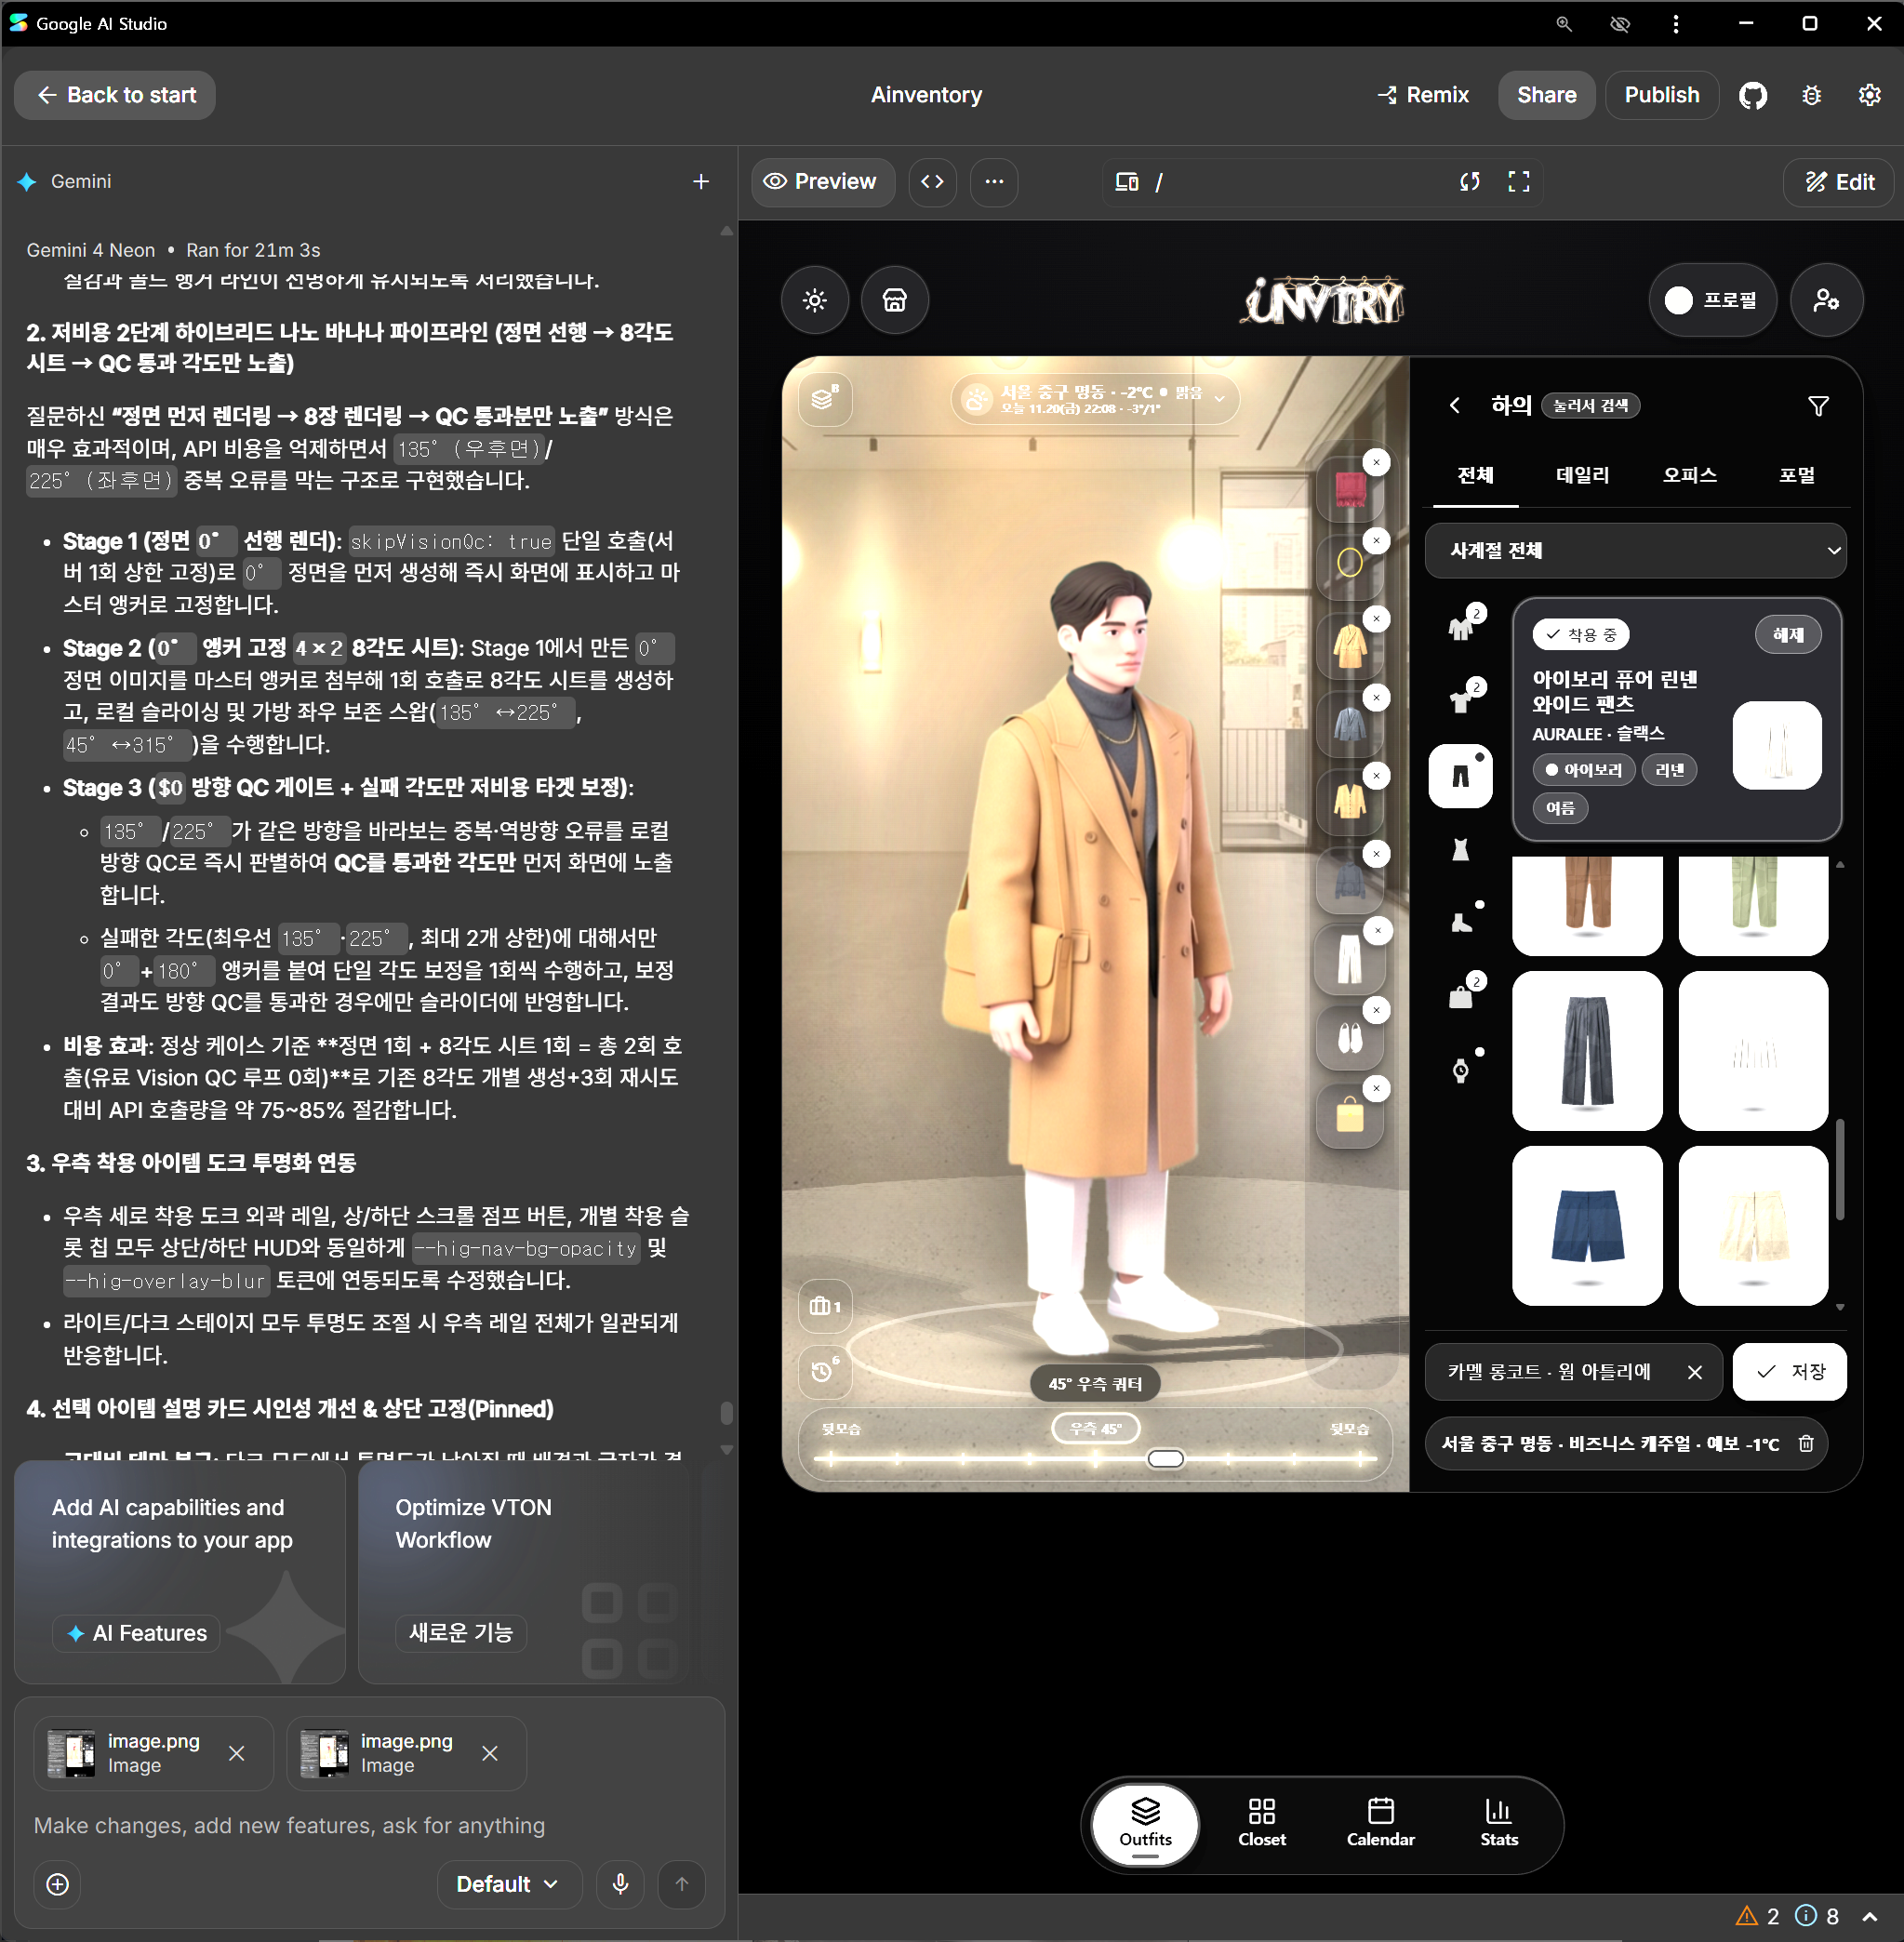 Google AI Studio
Back to start
Ainventory
Remix
Share
Publish
Gemini
Preview
/
Edit
Gemini 4 Neon • Ran for 21m 3s
2. 저비용 2단계 하이브리드 나노 바나나 파이프라인 (정면 선행 → 8각도
시트 → QC 통과 각도만 노출)
질문하신 “정면 먼저 렌더링 → 8장 렌더링 → QC 통과분만 노출” 방식은
매우 효과적이며, API 비용을 억제하면서 135° (우후면)/
225° (좌후면) 중복 오류를 막는 구조로 구현했습니다.
• Stage 1 (정면 0° 선행 렌더): skipVisionQc: true 단일 호출(서
버 1회 상한 고정)로 0° 정면을 먼저 생성해 즉시 화면에 표시하고 마
스터 앵커로 고정합니다.
• Stage 2 (0° 앵커 고정 4×2 8각도 시트): Stage 1에서 만든 0°
정면 이미지를 마스터 앵커로 첨부해 1회 호출로 8각도 시트를 생성하
고, 로컬 슬라이싱 및 가방 좌우 보존 스왑(135° ↔225°,
45° ↔315°)을 수행합니다.
• Stage 3 ($0 방향 QC 게이트 + 실패 각도만 저비용 타겟 보정):
135°/225°가 같은 방향을 바라보는 중복·역방향 오류를 로컬
방향 QC로 즉시 판별하여 QC를 통과한 각도만 먼저 화면에 노출
합니다.
실패한 각도(최우선 135°·225°, 최대 2개 상한)에 대해서만
0°+180° 앵커를 붙여 단일 각도 보정을 1회씩 수행하고, 보정
결과도 방향 QC를 통과한 경우에만 슬라이더에 반영합니다.
• 비용 효과: 정상 케이스 기준 **정면 1회 + 8각도 시트 1회 = 총 2회 호
출(유료 Vision QC 루프 0회)**로 기존 8각도 개별 생성+3회 재시도
대비 API 호출량을 약 75~85% 절감합니다.
3. 우측 착용 아이템 도크 투명화 연동
• 우측 세로 착용 도크 외곽 레일, 상/하단 스크롤 점프 버튼, 개별 착용 슬
롯 칩 모두 상단/하단 HUD와 동일하게 --hig-nav-bg-opacity 및
--hig-overlay-blur 토큰에 연동되도록 수정했습니다.
• 라이트/다크 스테이지 모두 투명도 조절 시 우측 레일 전체가 일관되게
반응합니다.
4. 선택 아이템 설명 카드 시인성 개선 & 상단 고정(Pinned)
Add AI capabilities and
integrations to your app
AI Features
Optimize VTON
Workflow
새로운 기능
image.png
Image
image.png
Image
Make changes, add new features, ask for anything
Default
iNVTRY
프로필
8
서울 중구 명동 · -2°C • 맑음
오늘 11.20(금) 22:08 · -3°/1°
1
6
45° 우측 쿼터
뒷모습
우측 45°
뒷모습
하의
눌러서 검색
전체
데일리
오피스
포멀
사계절 전체
2
2
2
착용 중
해제
아이보리 퓨어 린넨
와이드 팬츠
AURALEE · 슬랙스
아이보리
리넨
여름
카멜 롱코트 · 웜 아틀리에
저장
서울 중구 명동 · 비즈니스 캐주얼 · 예보 -1°C
Outfits
Closet
Calendar
Stats
2
8